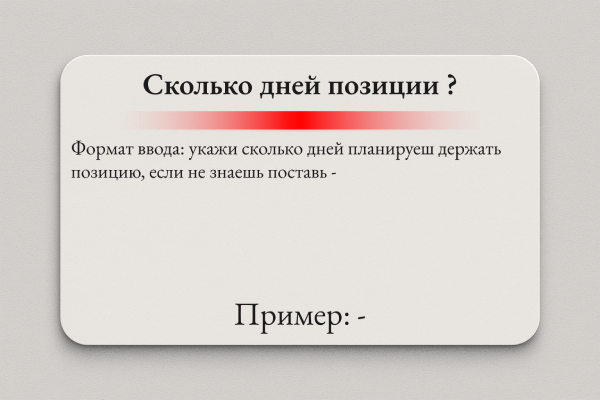 Сколько дней позиции ?
Формат ввода: укажи сколько дней планируеш держать
позицию, если не знаешь поставь -
Пример: -